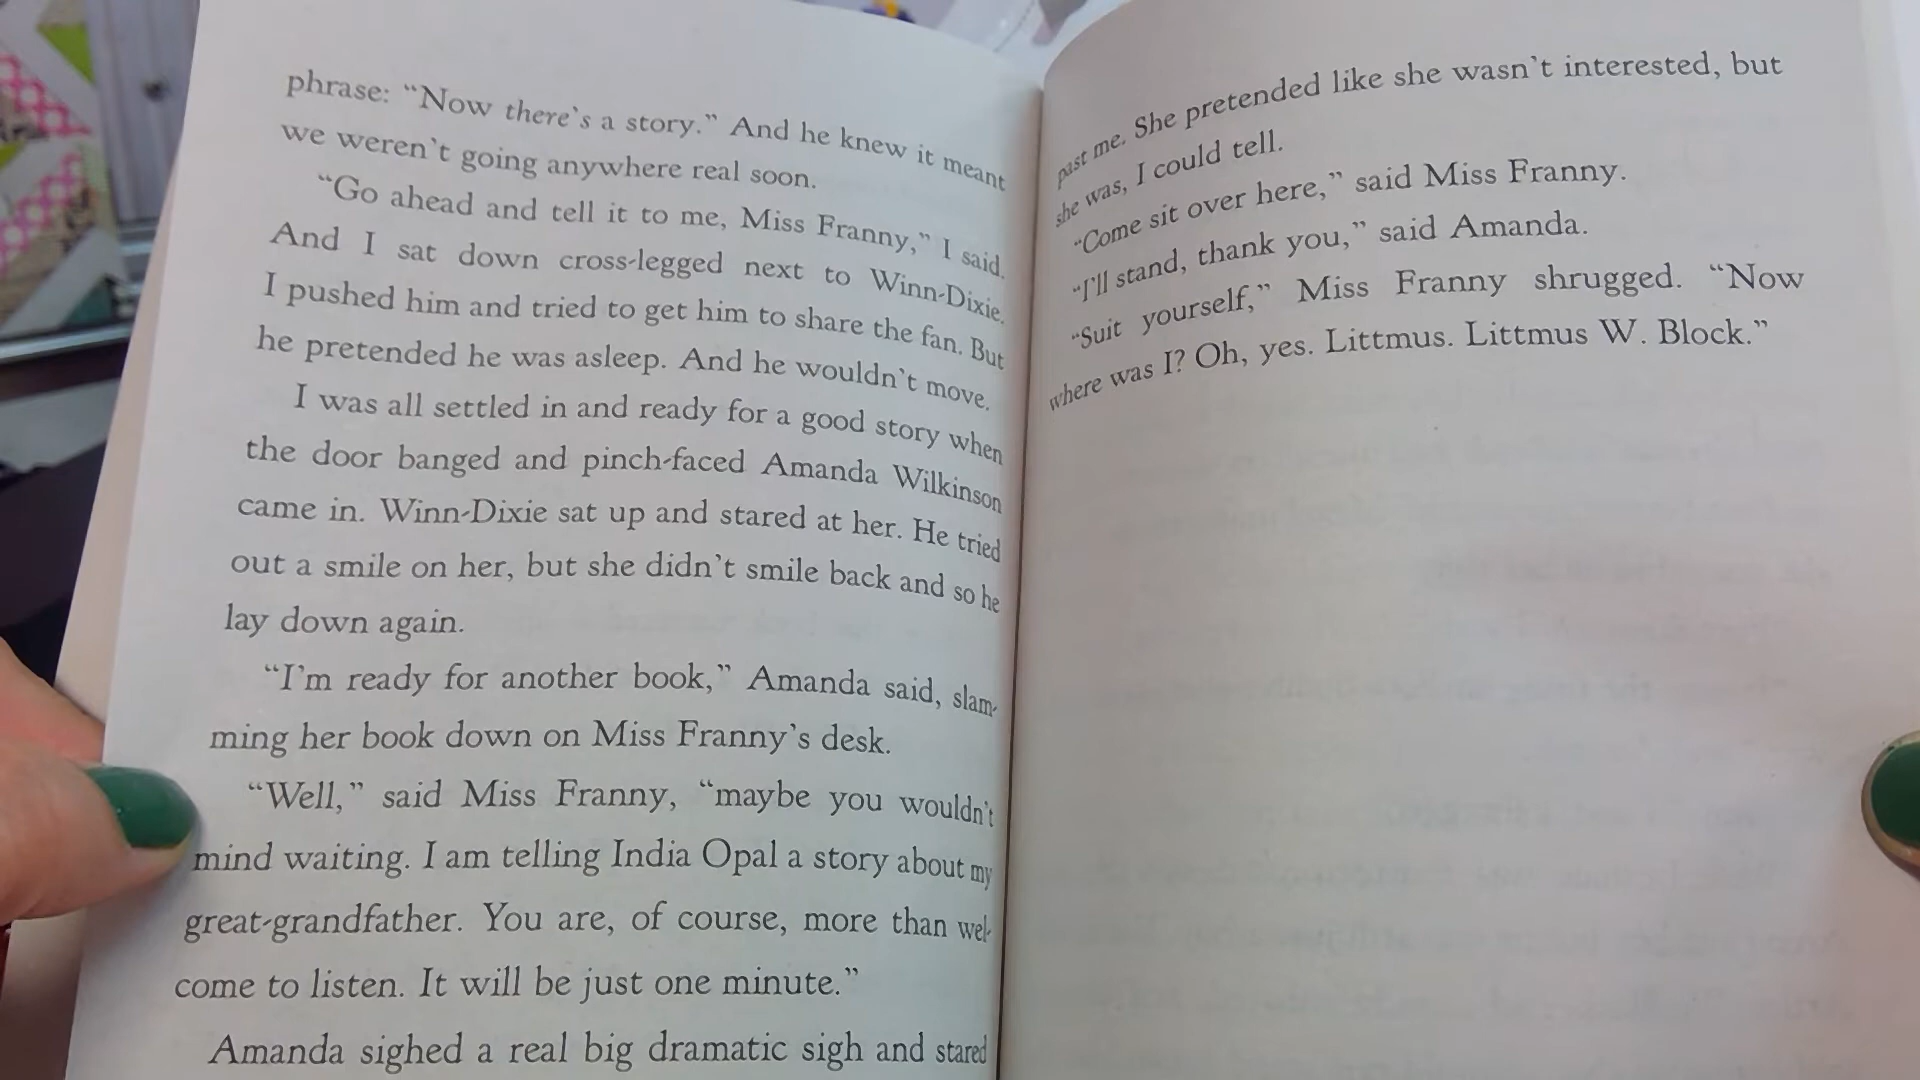 phrase: “Now there’s a story.” And he knew it meant
we weren’t going anywhere real soon.
“Go ahead and tell it to me, Miss Franny,” I said.
And I sat down cross-legged next to Winn-Dixie.
I pushed him and tried to get him to share the fan. But
he pretended he was asleep. And he wouldn’t move.
I was all settled in and ready for a good story when
the door banged and pinch-faced Amanda Wilkinson
came in. Winn-Dixie sat up and stared at her. He tried
out a smile on her, but she didn’t smile back and so he
lay down again.
“I’m ready for another book,” Amanda said, slam-
ming her book down on Miss Franny’s desk.
“Well,” said Miss Franny, “maybe you wouldn’t
mind waiting. I am telling India Opal a story about my
great-grandfather. You are, of course, more than wel-
come to listen. It will be just one minute.”
Amanda sighed a real big dramatic sigh and stared
past me. She pretended like she wasn’t interested, but
she was, I could tell.
“Come sit over here,” said Miss Franny.
“I’ll stand, thank you,” said Amanda.
“Suit yourself,” Miss Franny shrugged. “Now
where was I? Oh, yes. Littmus. Littmus W. Block.”